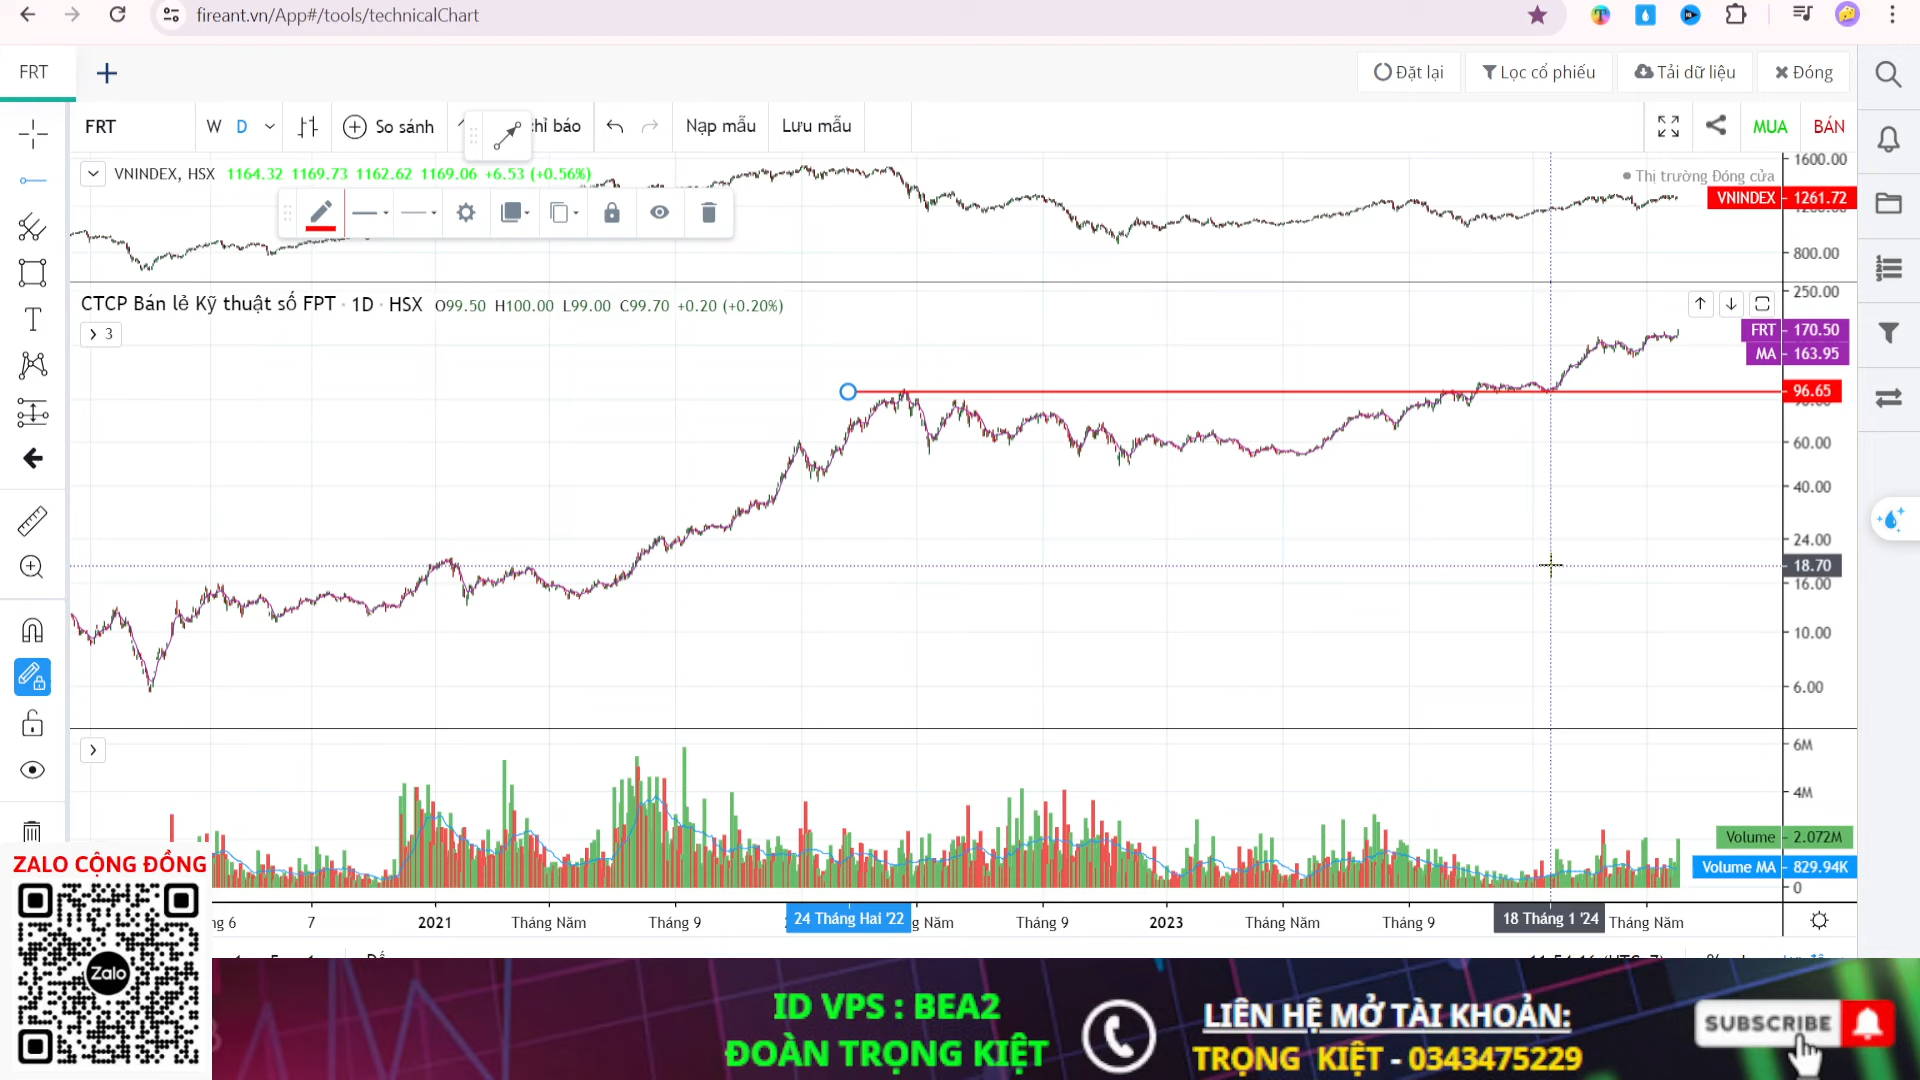 fireant.vn/App#/tools/technicalChart
FRT
Đặt lại
Lọc cổ phiếu
Tải dữ liệu
Đóng
FRT
W
D
So sánh
hỉ báo
Nạp mẫu
Lưu mẫu
MUA
BÁN
VNINDEX, HSX 1164.32 1169.73 1162.62 1169.06 +6.53 (+0.56%)
Thị trường Đóng cửa
1600.00
VNINDEX 1261.72
800.00
CTCP Bán lẻ Kỹ thuật số FPT · 1D · HSX O99.50 H100.00 L99.00 C99.70 +0.20 (+0.20%)
3
250.00
FRT 170.50
MA 163.95
96.65
60.00
40.00
24.00
18.70
16.00
10.00
6.00
6M
4M
Volume 2.072M
Volume MA 829.94K
0
ZALO CỘNG ĐỒNG
Zalo
ng 6
7
2021
Tháng Năm
Tháng 9
24 Tháng Hai '22
g Năm
Tháng 9
2023
Tháng Năm
Tháng 9
18 Tháng 1 '24
Tháng Năm
ID VPS : BEA2
ĐOÀN TRỌNG KIỆT
LIÊN HỆ MỞ TÀI KHOẢN:
TRỌNG KIỆT - 0343475229
SUBSCRIBE